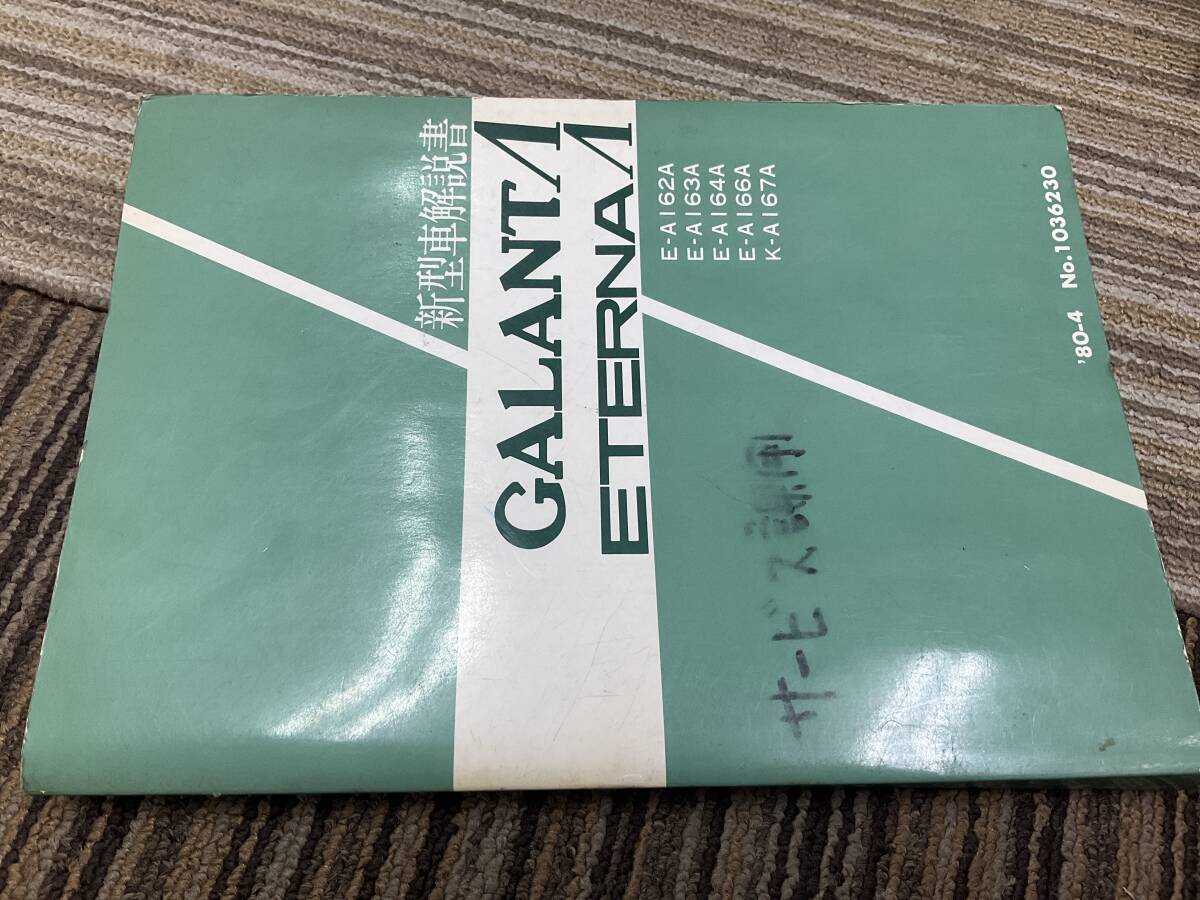 新型車解説書
GALANTΛ
ETERNAΛ
E-A162A
E-A163A
E-A164A
E-A166A
K-A167A
サービス課用
'80-4 No.1036230